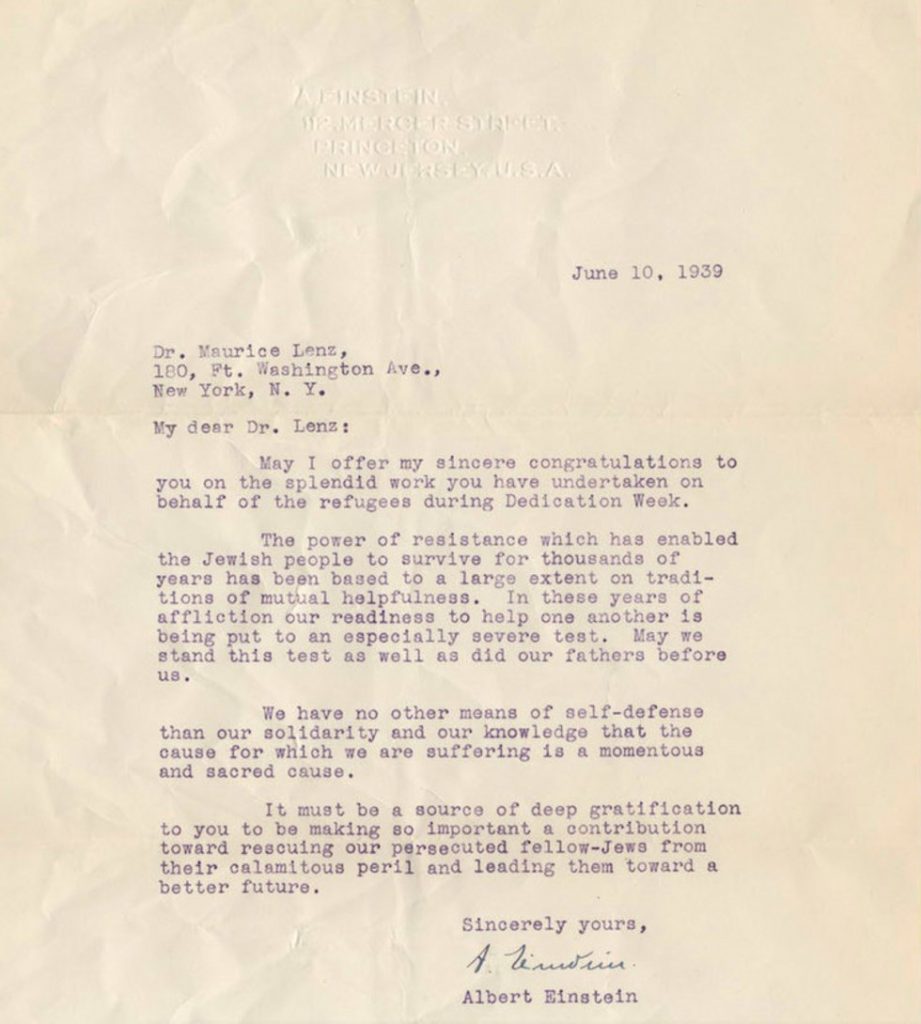 A. EINSTEIN,
112, MERCER STREET,
PRINCETON,
NEW JERSEY, U.S.A.
June 10, 1939
Dr. Maurice Lenz,
180, Ft. Washington Ave.,
New York, N. Y.
My dear Dr. Lenz:
May I offer my sincere congratulations to
you on the splendid work you have undertaken on
behalf of the refugees during Dedication Week.
The power of resistance which has enabled
the Jewish people to survive for thousands of
years has been based to a large extent on tradi-
tions of mutual helpfulness. In these years of
affliction our readiness to help one another is
being put to an especially severe test. May we
stand this test as well as did our fathers before
us.
We have no other means of self-defense
than our solidarity and our knowledge that the
cause for which we are suffering is a momentous
and sacred cause.
It must be a source of deep gratification
to you to be making so important a contribution
toward rescuing our persecuted fellow-Jews from
their calamitous peril and leading them toward a
better future.
Sincerely yours,
A. Einstein.
Albert Einstein